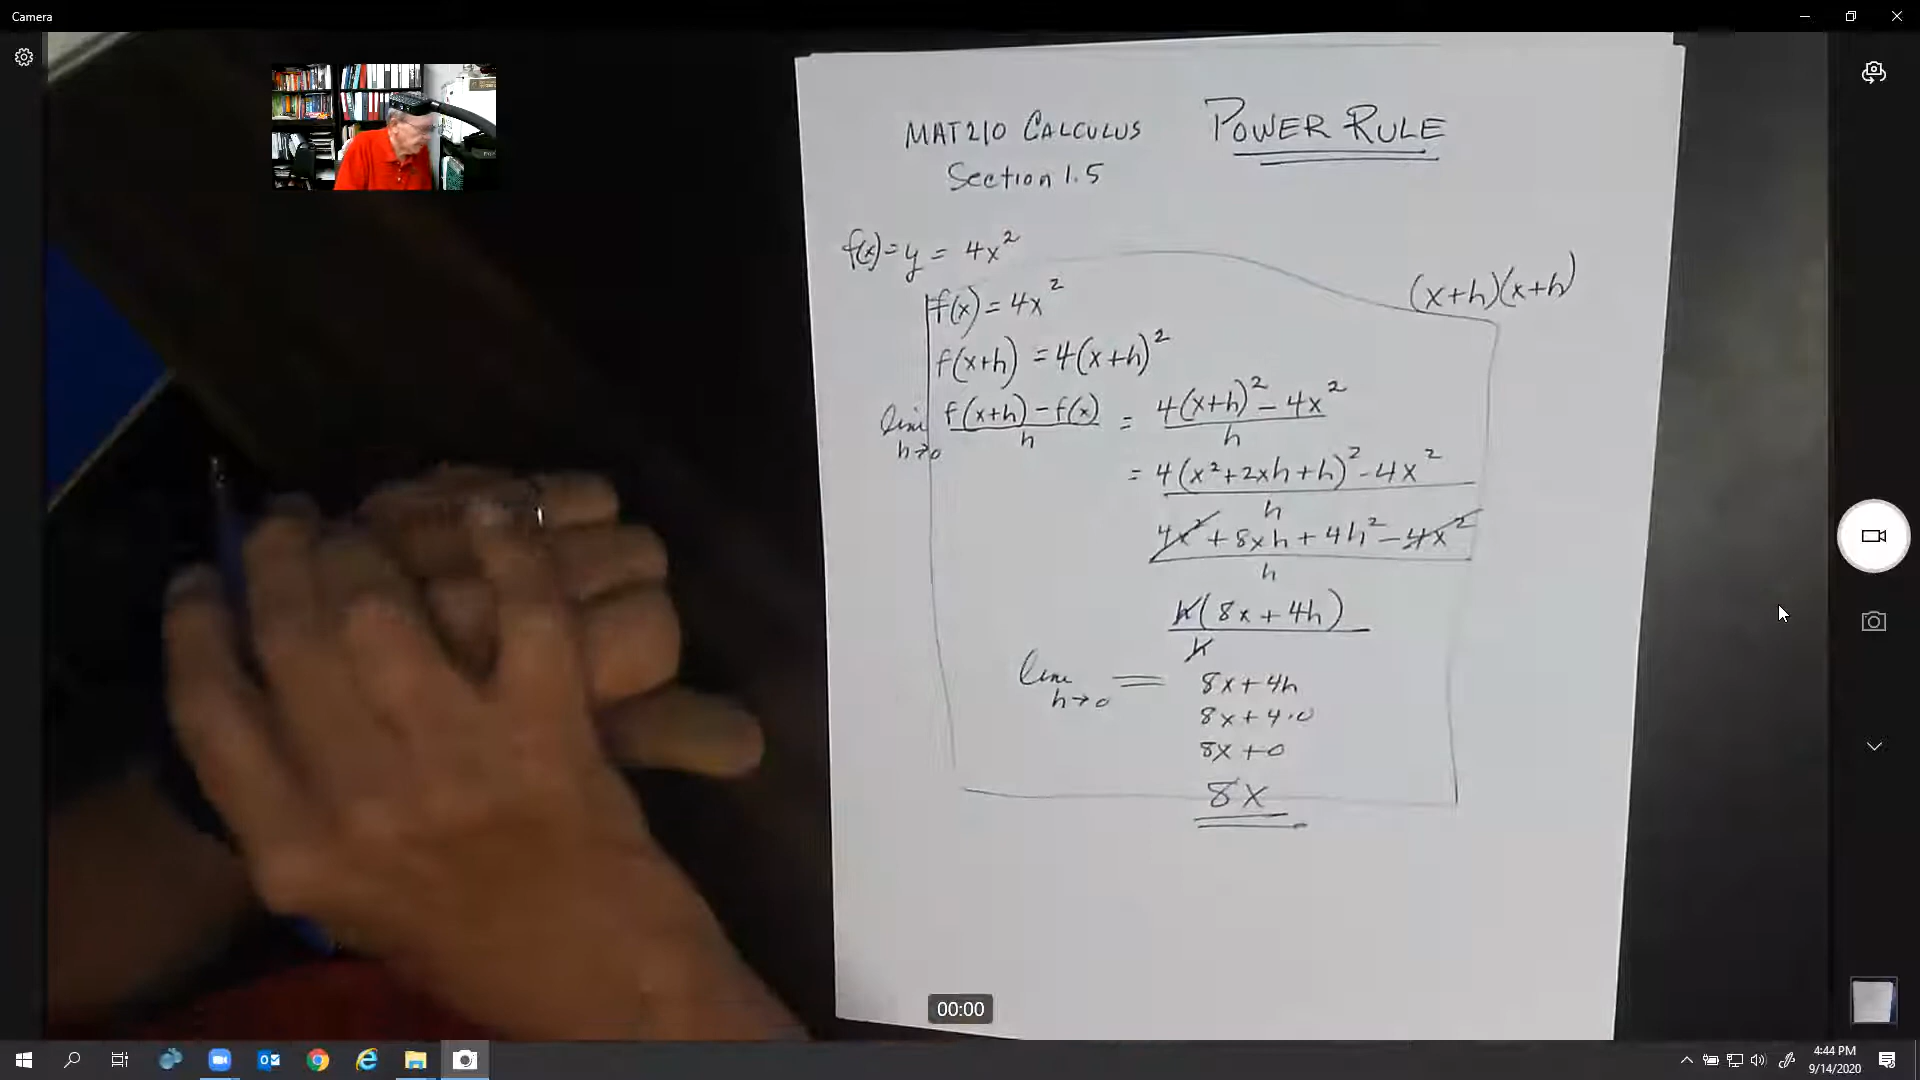 Camera
MAT210 CALCULUS POWER RULE
Section 1.5
f(x) = y = 4x²
(x+h)(x+h)
f(x) = 4x²
f(x+h) = 4(x+h)²
lim h→0 f(x+h) - f(x) / h = 4(x+h)² - 4x² / h
= 4(x² + 2xh + h)² - 4x² / h
4x² + 8xh + 4h² - 4x² / h
h(8x + 4h) / h
lim h→0 = 8x + 4h
8x + 4·0
8x + 0
8x
00:00
4:44 PM
9/14/2020